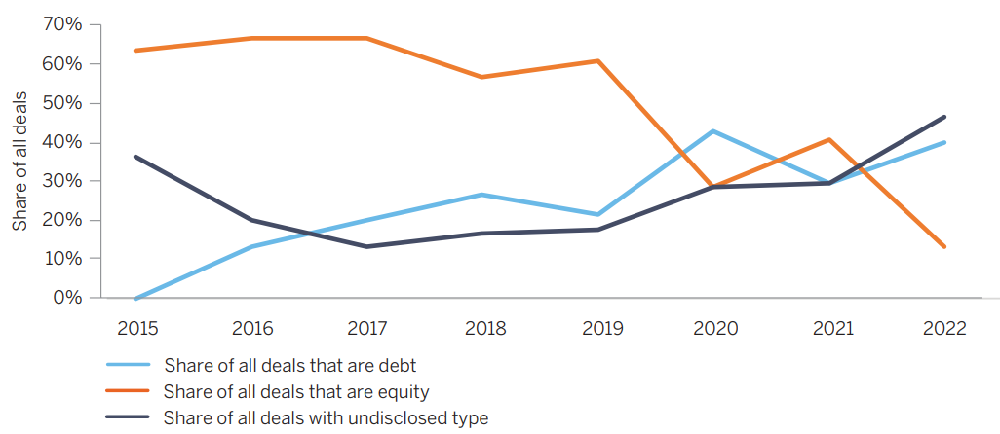 Share of all deals
70%
60%
50%
40%
30%
20%
10%
0%
2015 2016 2017 2018 2019 2020 2021 2022
Share of all deals that are debt
Share of all deals that are equity
Share of all deals with undisclosed type